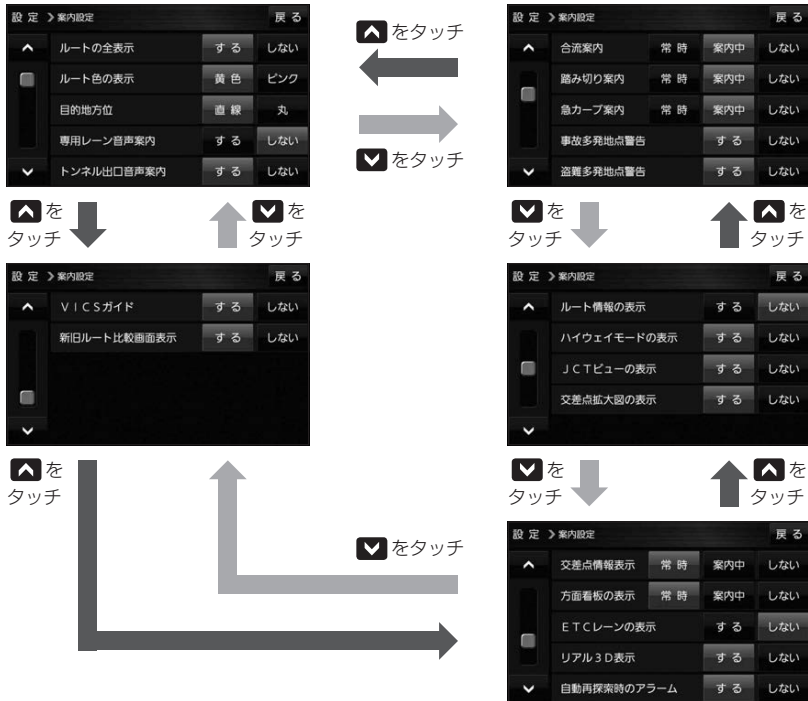 設 定 案内設定 戻 る
ルートの全表示 す る しない
ルート色の表示 黄 色 ピンク
目的地方位 直 線 丸
専用レーン音声案内 す る しない
トンネル出口音声案内 す る しない
をタッチ
をタッチ
設 定 案内設定 戻 る
合流案内 常 時 案内中 しない
踏み切り案内 常 時 案内中 しない
急カーブ案内 常 時 案内中 しない
事故多発地点警告 す る しない
盗難多発地点警告 す る しない
を
タッチ
を
タッチ
を
タッチ
を
タッチ
設 定 案内設定 戻 る
ＶＩＣＳガイド す る しない
新旧ルート比較画面表示 す る しない
設 定 案内設定 戻 る
ルート情報の表示 す る しない
ハイウェイモードの表示 す る しない
ＪＣＴビューの表示 す る しない
交差点拡大図の表示 す る しない
を
タッチ
をタッチ
を
タッチ
を
タッチ
設 定 案内設定 戻 る
交差点情報表示 常 時 案内中 しない
方面看板の表示 常 時 案内中 しない
ＥＴＣレーンの表示 す る しない
リアル３Ｄ表示 す る しない
自動再探索時のアラーム す る しない